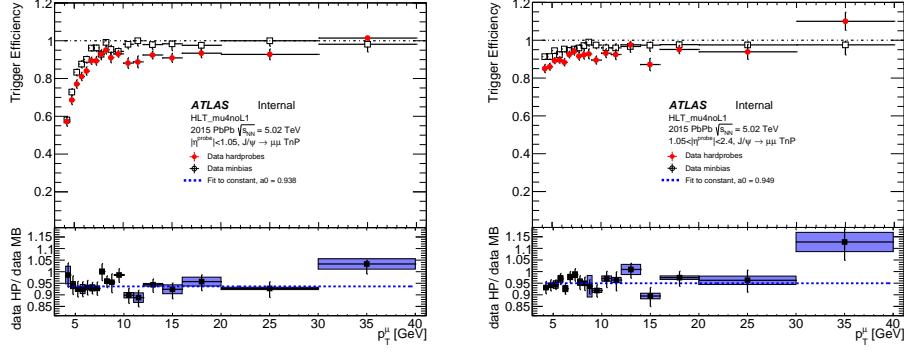 Trigger Efficiency
1.2
1
0.8
0.6
0.4
0.2
ATLAS Internal
HLT_mu4noL1
2015 PbPb √sNN = 5.02 TeV
|ηprobe|<1.05, J/ψ → μμ TnP
Data hardprobes
Data minbias
Fit to constant, a0 = 0.938
data HP/ data MB
1.15
1.1
1.05
1
0.95
0.9
0.85
5 10 15 20 25 30 35 40
pTμ [GeV]
Trigger Efficiency
1.2
1
0.8
0.6
0.4
0.2
ATLAS Internal
HLT_mu4noL1
2015 PbPb √sNN = 5.02 TeV
1.05<|ηprobe|<2.4, J/ψ → μμ TnP
Data hardprobes
Data minbias
Fit to constant, a0 = 0.949
data HP/ data MB
1.15
1.1
1.05
1
0.95
0.9
0.85
5 10 15 20 25 30 35 40
pTμ [GeV]